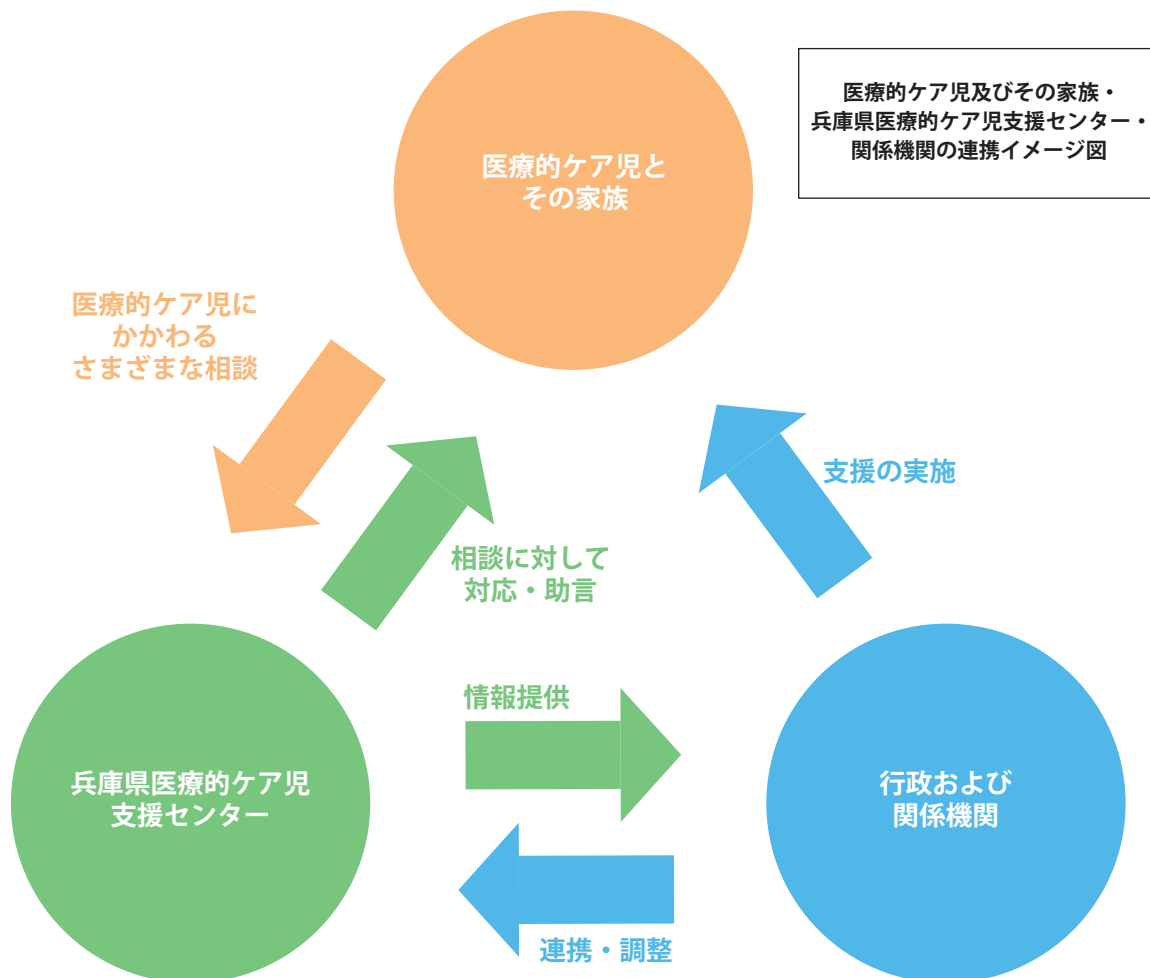 医療的ケア児及びその家族・
兵庫県医療的ケア児支援センター・
関係機関の連携イメージ図
医療的ケア児と
その家族
医療的ケア児に
かかわる
さまざまな相談
支援の実施
相談に対して
対応・助言
情報提供
兵庫県医療的ケア児
支援センター
行政および
関係機関
連携・調整